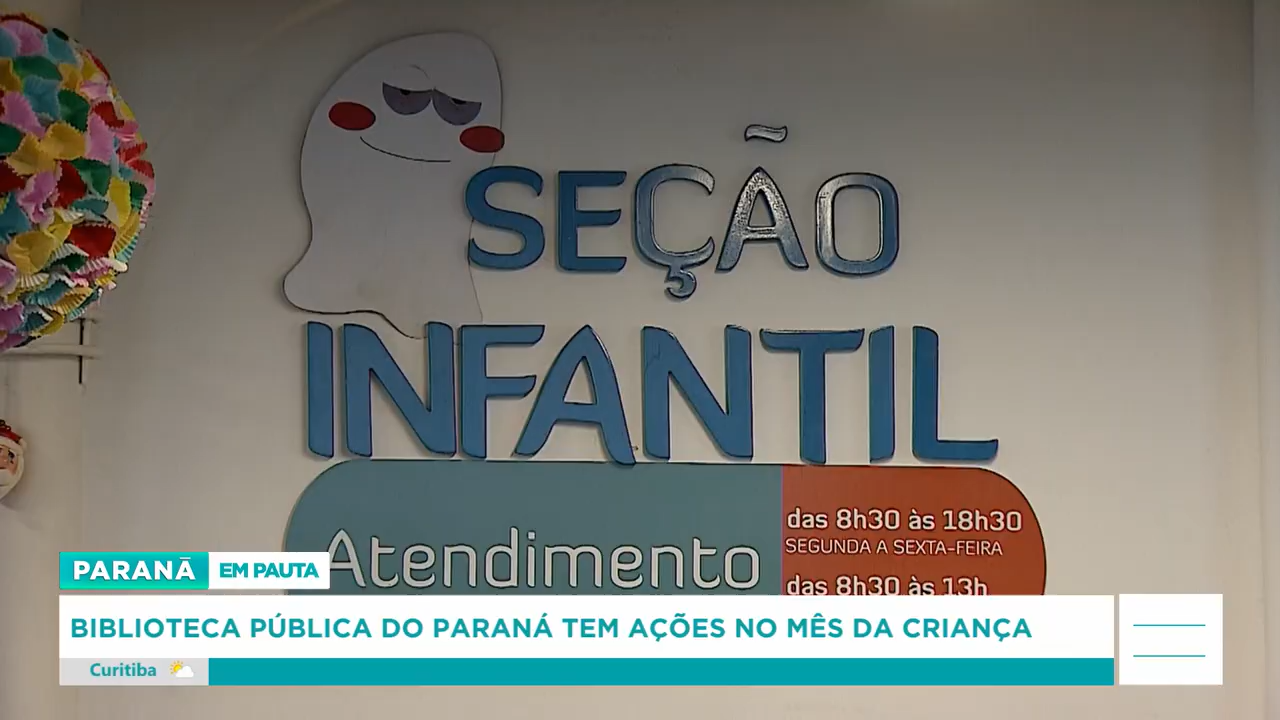 SEÇÃO
INFANTIL
Atendimento
das 8h30 às 18h30
SEGUNDA A SEXTA-FEIRA
das 8h30 às 13h
PARANÁ EM PAUTA
BIBLIOTECA PÚBLICA DO PARANÁ TEM AÇÕES NO MÊS DA CRIANÇA
Curitiba